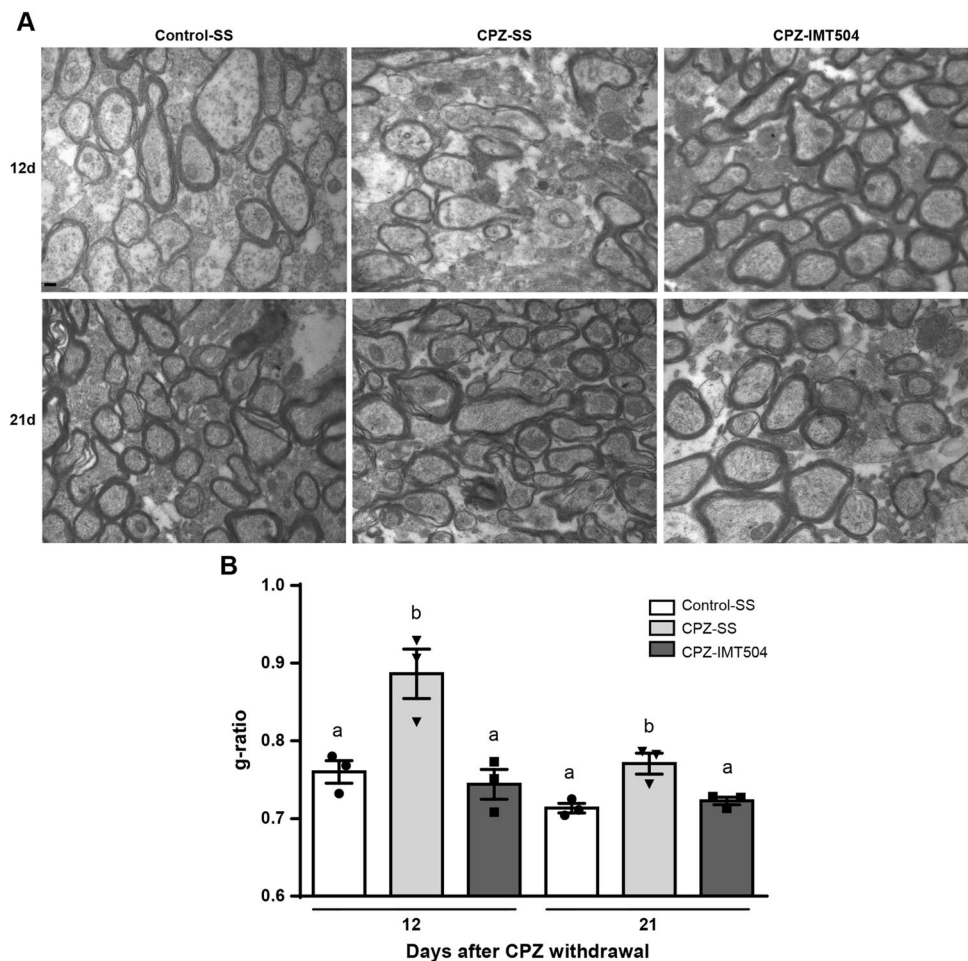 A
Control-SS
CPZ-SS
CPZ-IMT504
12d
21d
B
1.0
0.9
0.8
0.7
0.6
g-ratio
a
b
a
a
b
a
Control-SS
CPZ-SS
CPZ-IMT504
12
21
Days after CPZ withdrawal